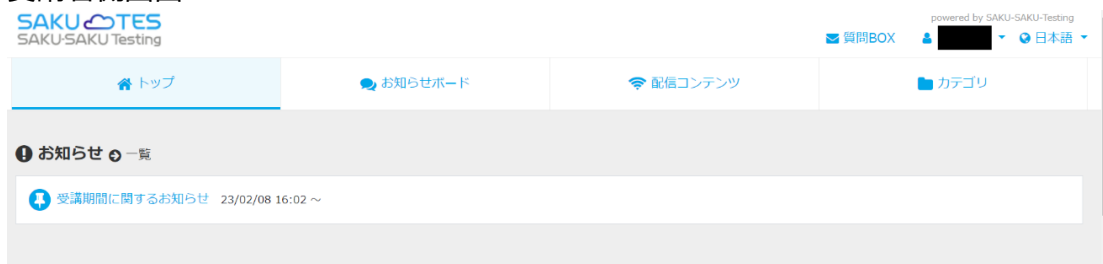 SAKU TES
SAKU-SAKU Testing
powered by SAKU-SAKU-Testing
質問BOX 日本語
トップ お知らせボード 配信コンテンツ カテゴリ
お知らせ 一覧
受講期間に関するお知らせ 23/02/08 16:02 ~